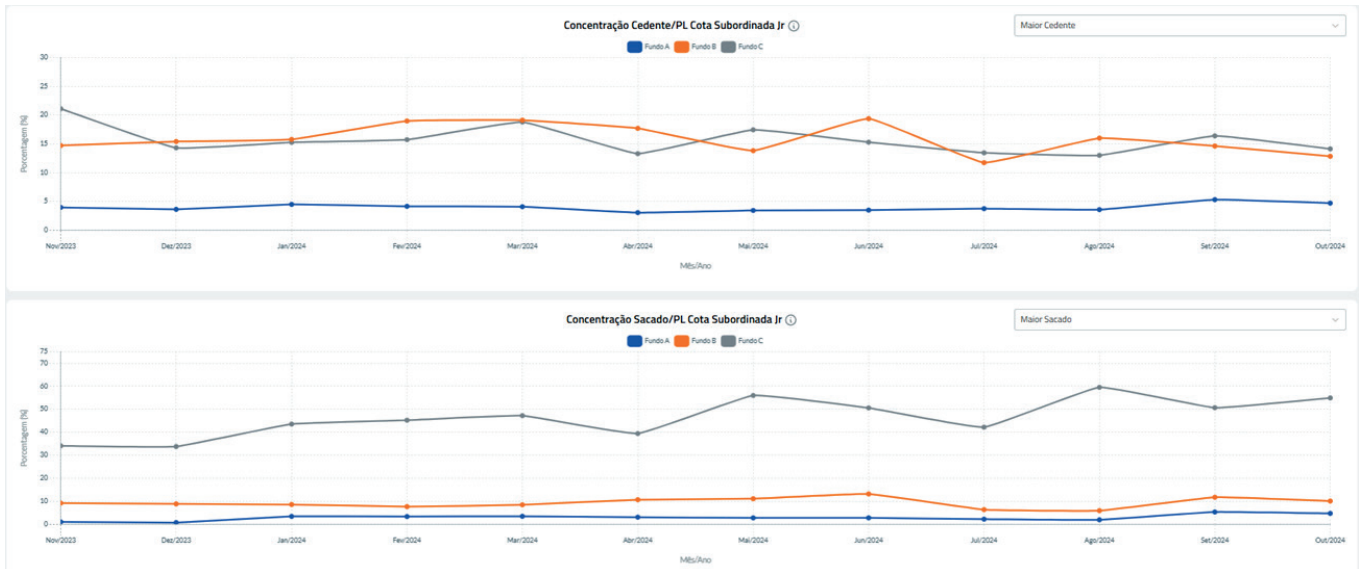 Concentração Cedente/PL Cota Subordinada Jr
Maior Cedente
Fundo A Fundo B Fundo C
30
25
20
15
10
5
0
Porcentagem (%)
Nov/2023 Dez/2023 Jan/2024 Fev/2024 Mar/2024 Abr/2024 Mai/2024 Jun/2024 Jul/2024 Ago/2024 Set/2024 Out/2024
Mês/Ano
Concentração Sacado/PL Cota Subordinada Jr
Maior Sacado
Fundo A Fundo B Fundo C
75
70
60
50
40
30
20
10
0
Porcentagem (%)
Nov/2023 Dez/2023 Jan/2024 Fev/2024 Mar/2024 Abr/2024 Mai/2024 Jun/2024 Jul/2024 Ago/2024 Set/2024 Out/2024
Mês/Ano